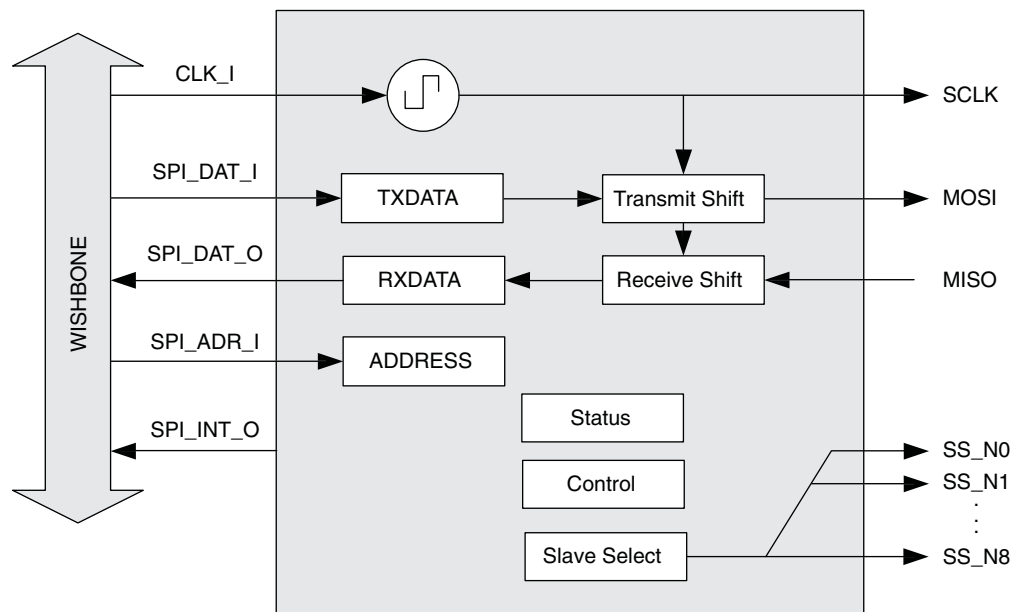 CLK_I
SCLK
SPI_DAT_I
TXDATA
Transmit Shift
MOSI
SPI_DAT_O
RXDATA
Receive Shift
MISO
WISHBONE
SPI_ADR_I
ADDRESS
Status
SPI_INT_O
SS_N0
Control
SS_N1
Slave Select
SS_N8